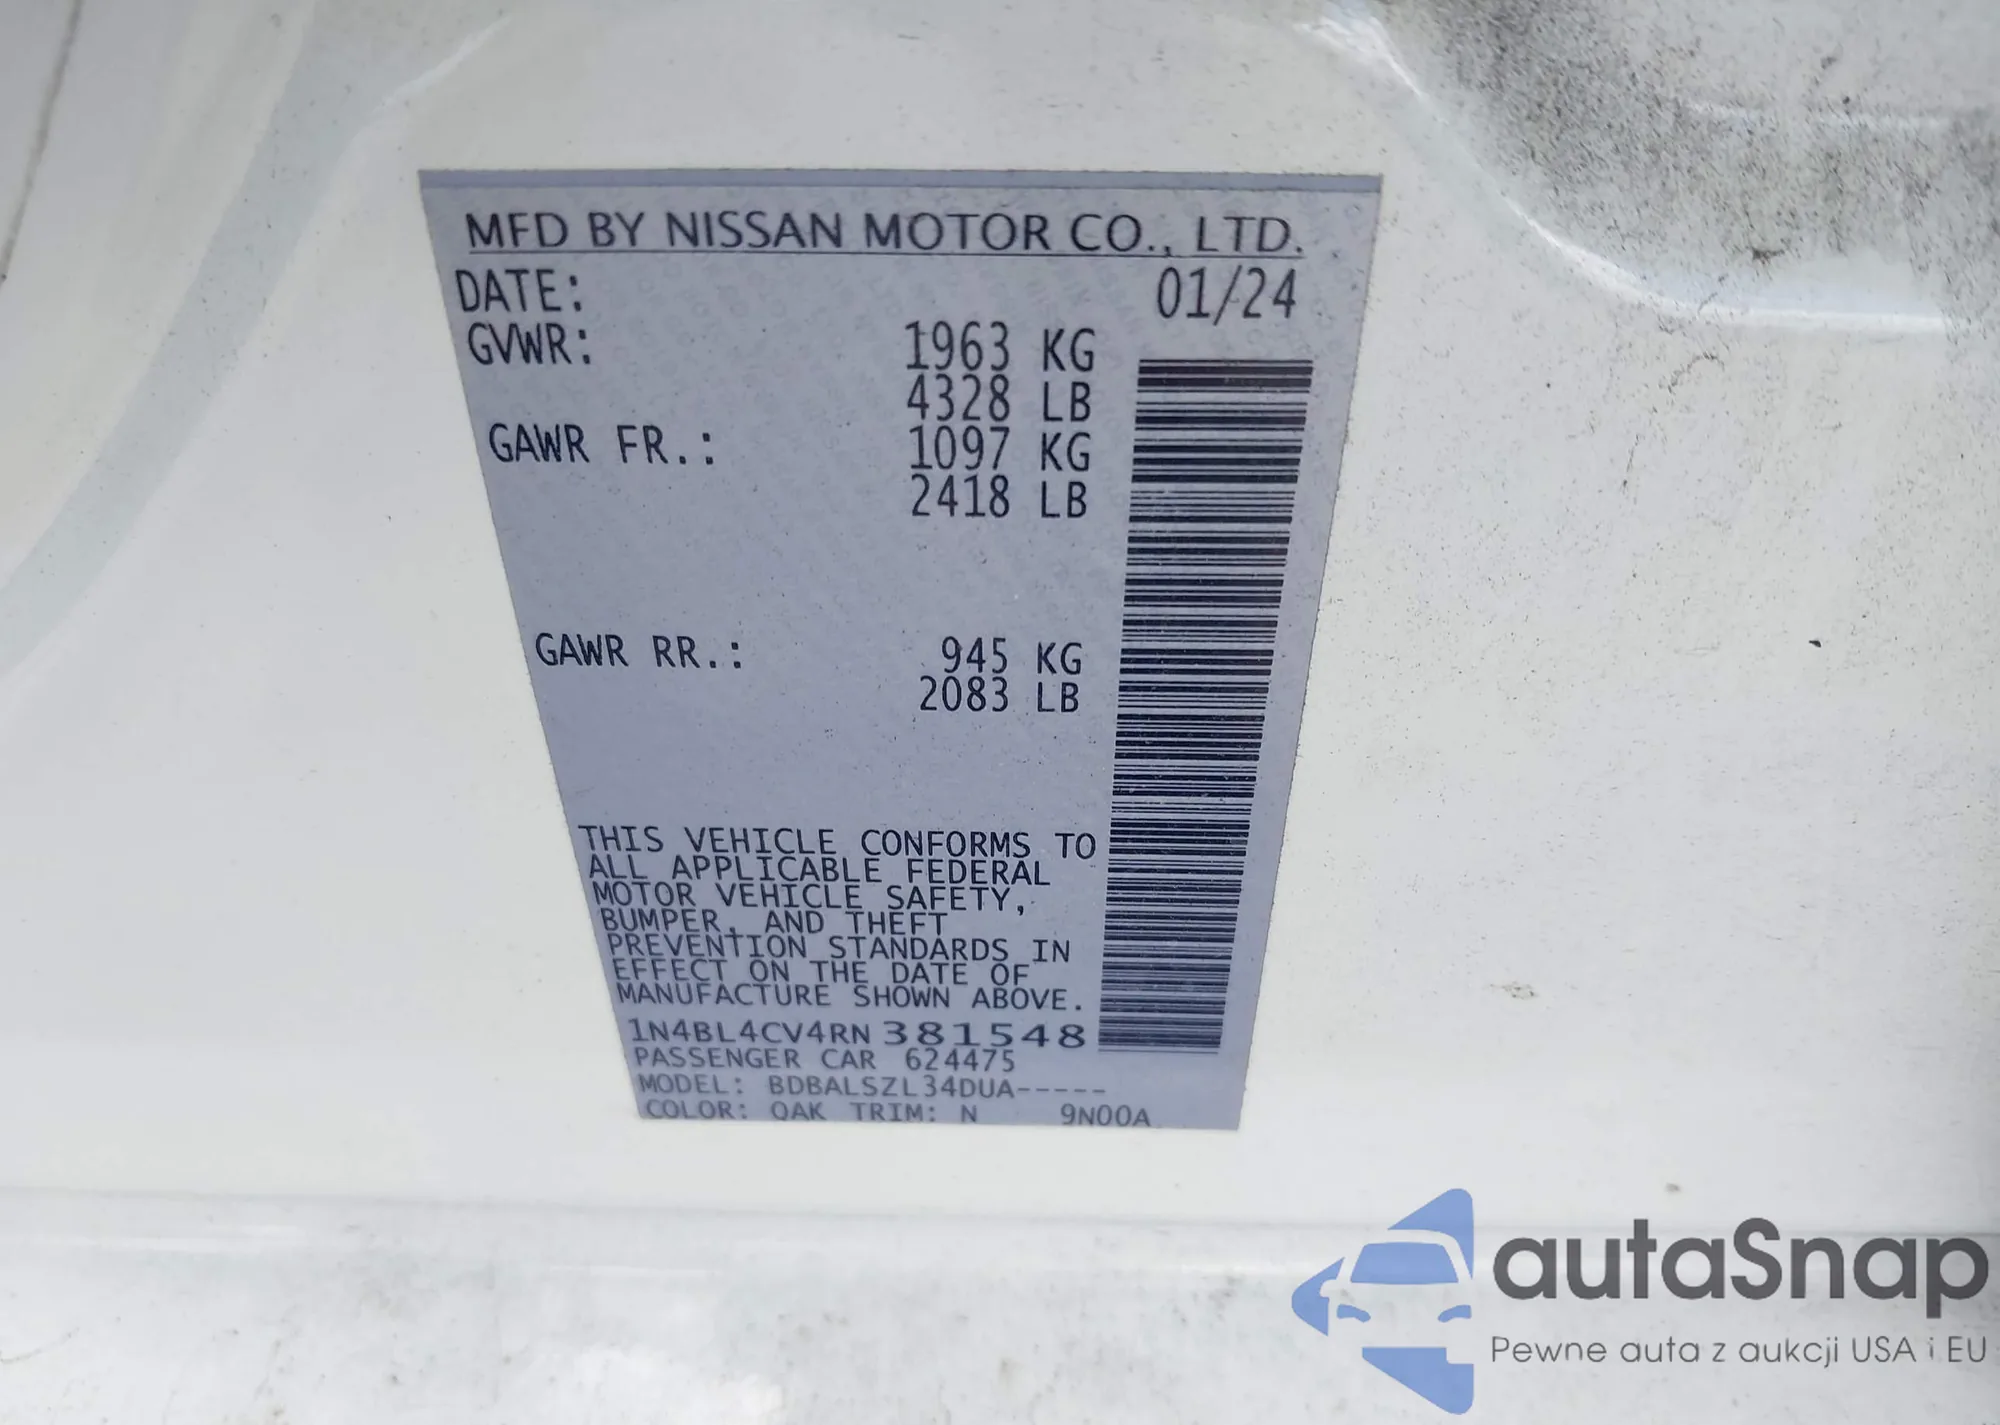 MFD BY NISSAN MOTOR CO., LTD.
DATE: 01/24
GVWR: 1963 KG
4328 LB
GAWR FR.: 1097 KG
2418 LB
GAWR RR.: 945 KG
2083 LB
THIS VEHICLE CONFORMS TO
ALL APPLICABLE FEDERAL
MOTOR VEHICLE SAFETY,
BUMPER, AND THEFT
PREVENTION STANDARDS IN
EFFECT ON THE DATE OF
MANUFACTURE SHOWN ABOVE.
1N4BL4CV4RN381548
PASSENGER CAR 624475
MODEL: BDBALSZL34DUA-----
COLOR: QAK TRIM: N 9N00A
autaSnap
Pewne auta z aukcji USA i EU